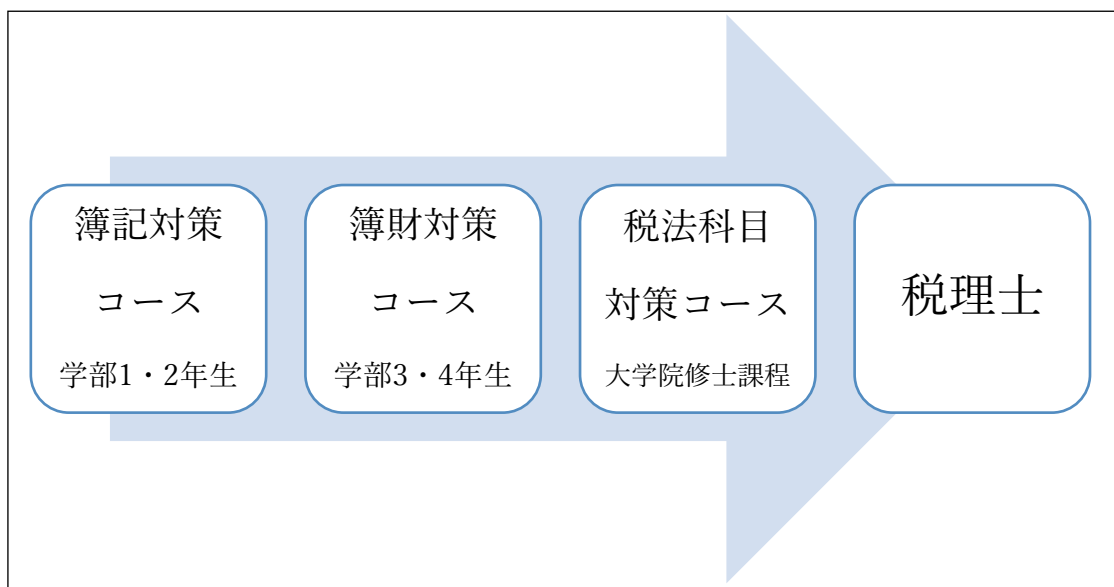 簿記対策
コース
学部1・2年生
簿財対策
コース
学部3・4年生
税法科目
対策コース
大学院修士課程
税理士